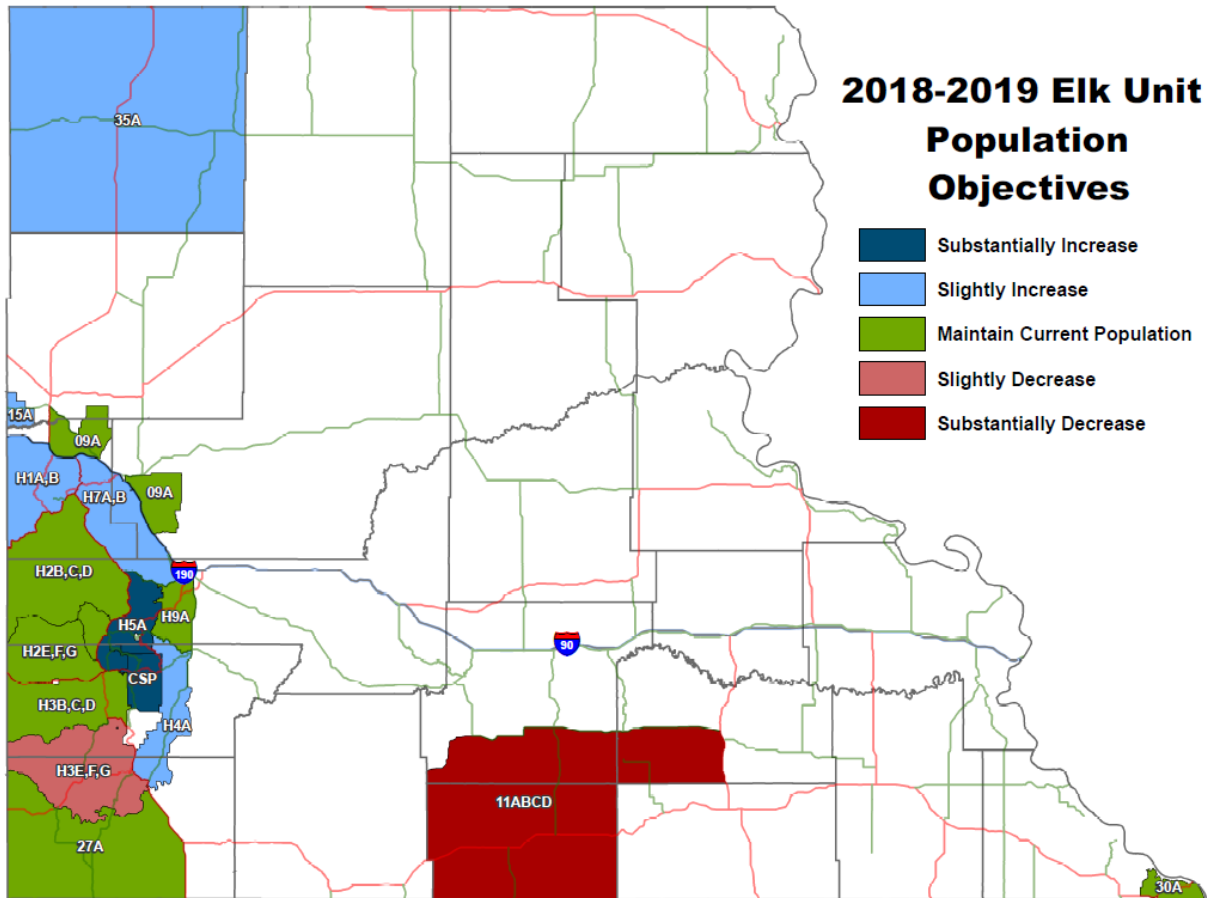 2018-2019 Elk Unit
Population
Objectives
Substantially Increase
Slightly Increase
Maintain Current Population
Slightly Decrease
Substantially Decrease
35A
15A
09A
H1A,B
H7A,B
09A
H2B,C,D
190
H5A
H9A
90
H2E,F,G
CSP
H3B,C,D
H4A
H3E,F,G
11ABCD
27A
30A